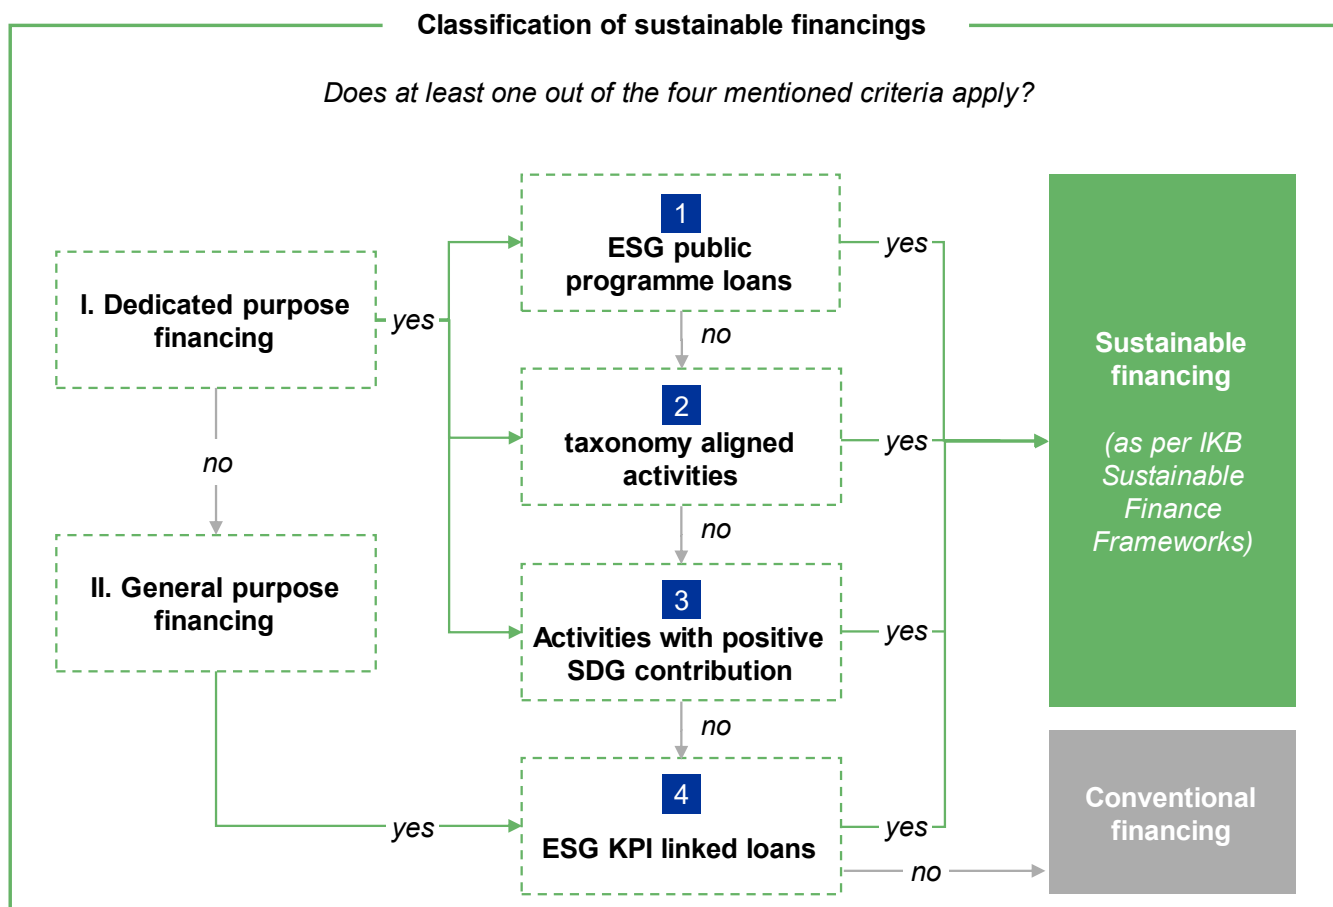 Classification of sustainable financings
Does at least one out of the four mentioned criteria apply?
I. Dedicated purpose
financing
yes
no
II. General purpose
financing
yes
1
ESG public
programme loans
yes
no
2
taxonomy aligned
activities
yes
no
3
Activities with positive
SDG contribution
yes
no
4
ESG KPI linked loans
yes
no
Sustainable
financing
(as per IKB
Sustainable
Finance
Frameworks)
Conventional
financing